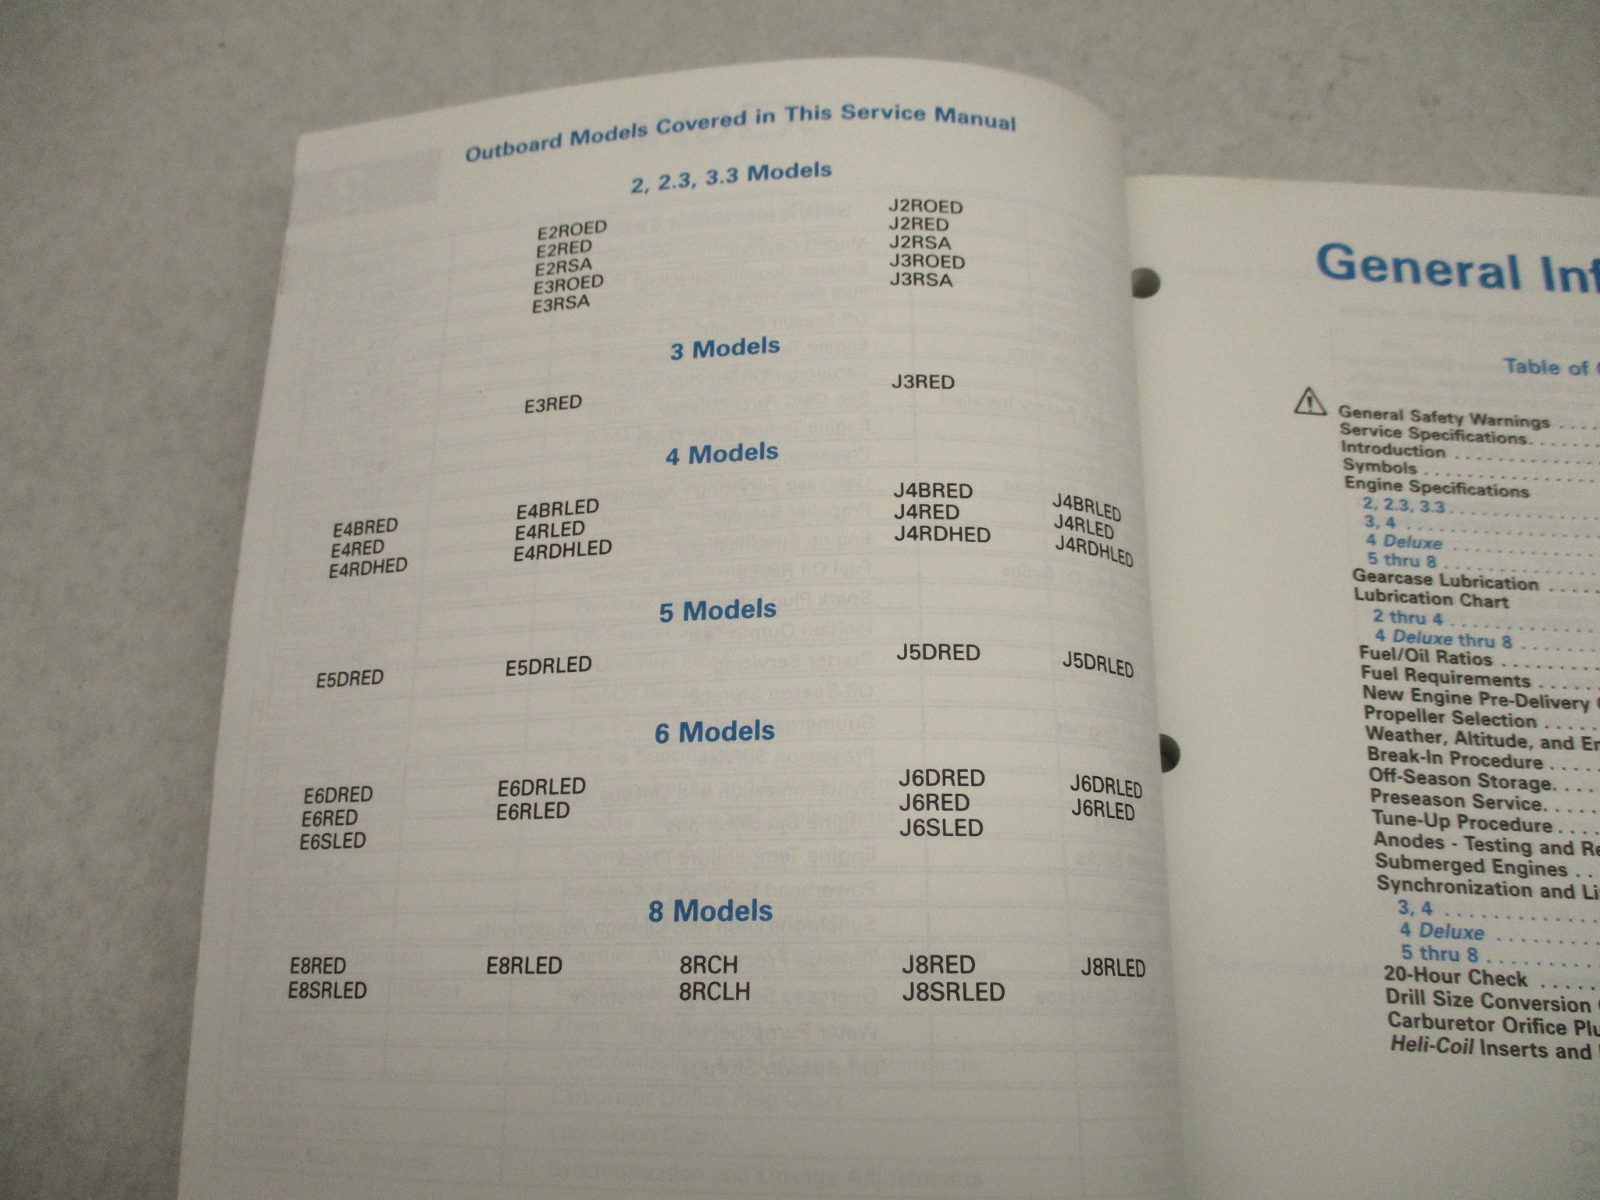 Outboard Models Covered in This Service Manual
2, 2.3, 3.3 Models
E2ROED J2ROED
E2RED J2RED
E2RSA J2RSA
E3ROED J3ROED
E3RSA J3RSA
3 Models
E3RED J3RED
4 Models
E4BRED E4BRLED J4BRED J4BRLED
E4RED E4RLED J4RED J4RLED
E4RDHED E4RDHLED J4RDHED J4RDHLED
5 Models
E5DRED E5DRLED J5DRED J5DRLED
6 Models
E6DRED E6DRLED J6DRED J6DRLED
E6RED E6RLED J6RED J6RLED
E6SLED J6SLED
8 Models
E8RED E8RLED 8RCH J8RED J8RLED
E8SRLED 8RCLH J8SRLED
General Inf
Table of
General Safety Warnings . . . .
Service Specifications. . . . . .
Introduction . . . . . . . . . . . .
Symbols . . . . . . . . . . . . . .
Engine Specifications
2, 2.3, 3.3 . . . . . . . . . . . .
3, 4 . . . . . . . . . . . . . . . .
4 Deluxe . . . . . . . . . . . . .
5 thru 8 . . . . . . . . . . . . .
Gearcase Lubrication . . . . .
Lubrication Chart
2 thru 4 . . . . . . . . . . . . .
4 Deluxe thru 8 . . . . . . . .
Fuel/Oil Ratios . . . . . . . . .
Fuel Requirements . . . . . .
New Engine Pre-Delivery
Propeller Selection . . . . .
Weather, Altitude, and En
Break-In Procedure . . . . .
Off-Season Storage. . . . .
Preseason Service. . . . . .
Tune-Up Procedure . . . .
Anodes - Testing and Re
Submerged Engines . . .
Synchronization and Li
3, 4 . . . . . . . . . . . . . .
4 Deluxe . . . . . . . . . .
5 thru 8 . . . . . . . . . .
20-Hour Check . . . . .
Drill Size Conversion
Carburetor Orifice Plu
Heli-Coil Inserts and